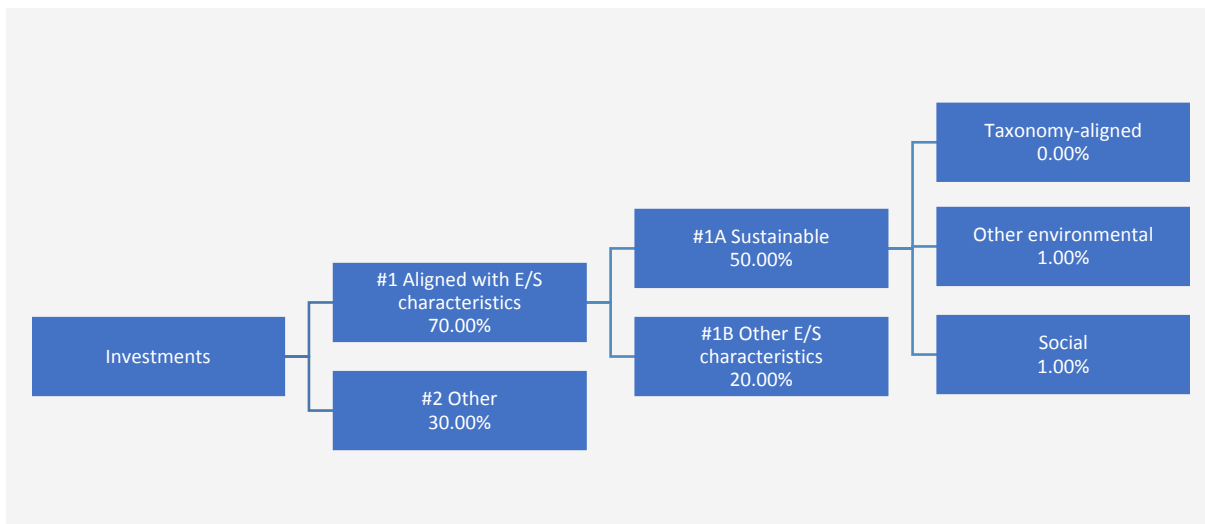 Investments
#1 Aligned with E/S
characteristics
70.00%
#2 Other
30.00%
#1A Sustainable
50.00%
#1B Other E/S
characteristics
20.00%
Taxonomy-aligned
0.00%
Other environmental
1.00%
Social
1.00%